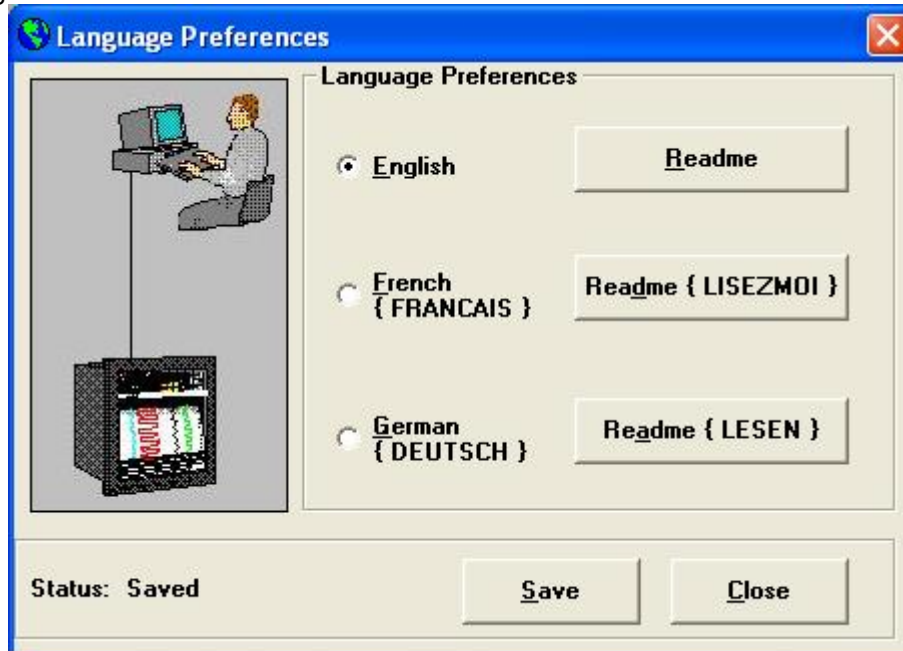 Language Preferences
Language Preferences
English
Readme
French
{ FRANCAIS }
Readme { LISEZMOI }
German
{ DEUTSCH }
Readme { LESEN }
Status: Saved
Save
Close